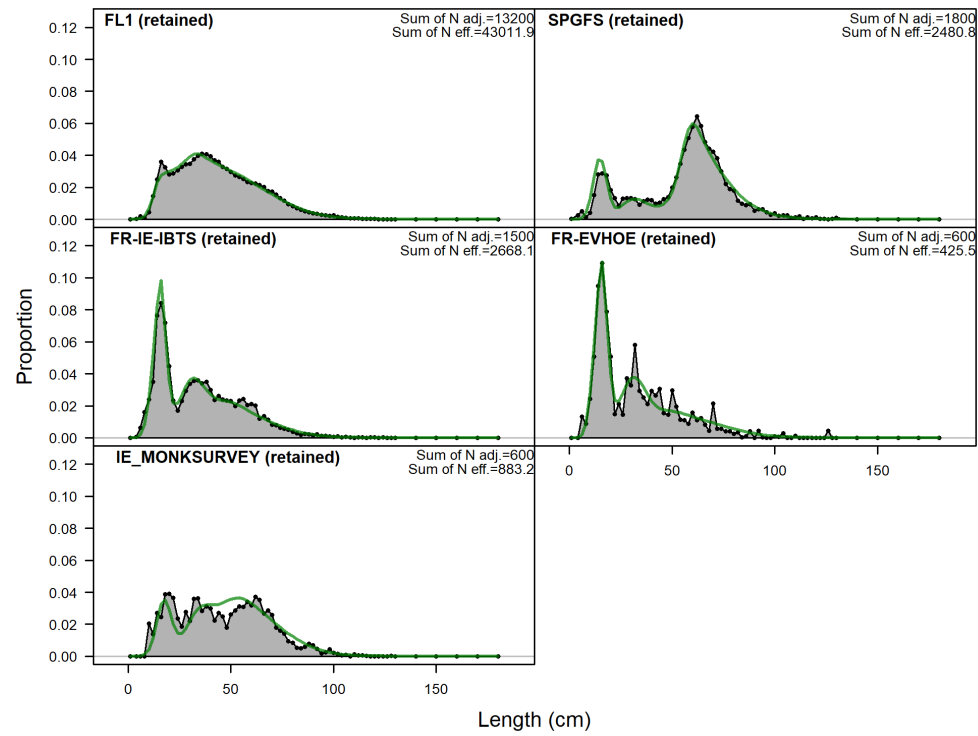 FL1 (retained)
Sum of N adj.=13200
Sum of N eff.=43011.9
SPGFS (retained)
Sum of N adj.=1800
Sum of N eff.=2480.8
0.12
0.10
0.08
0.06
0.04
0.02
0.00
FR-IE-IBTS (retained)
Sum of N adj.=1500
Sum of N eff.=2668.1
FR-EVHOE (retained)
Sum of N adj.=600
Sum of N eff.=425.5
0.12
0.10
0.08
0.06
0.04
0.02
0.00
Proportion
IE_MONKSURVEY (retained)
Sum of N adj.=600
Sum of N eff.=883.2
0 50 100 150
0.12
0.10
0.08
0.06
0.04
0.02
0.00
0 50 100 150
Length (cm)